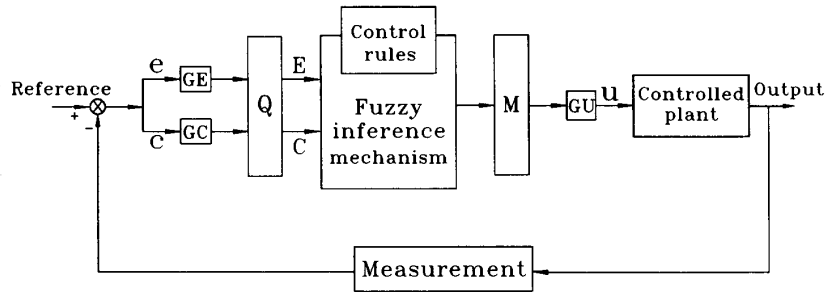 Control
rules
e
GE
E
Reference
+
-
Q
c
GC
C
Fuzzy
inference
mechanism
M
GU
u
Controlled
plant
Output
Measurement